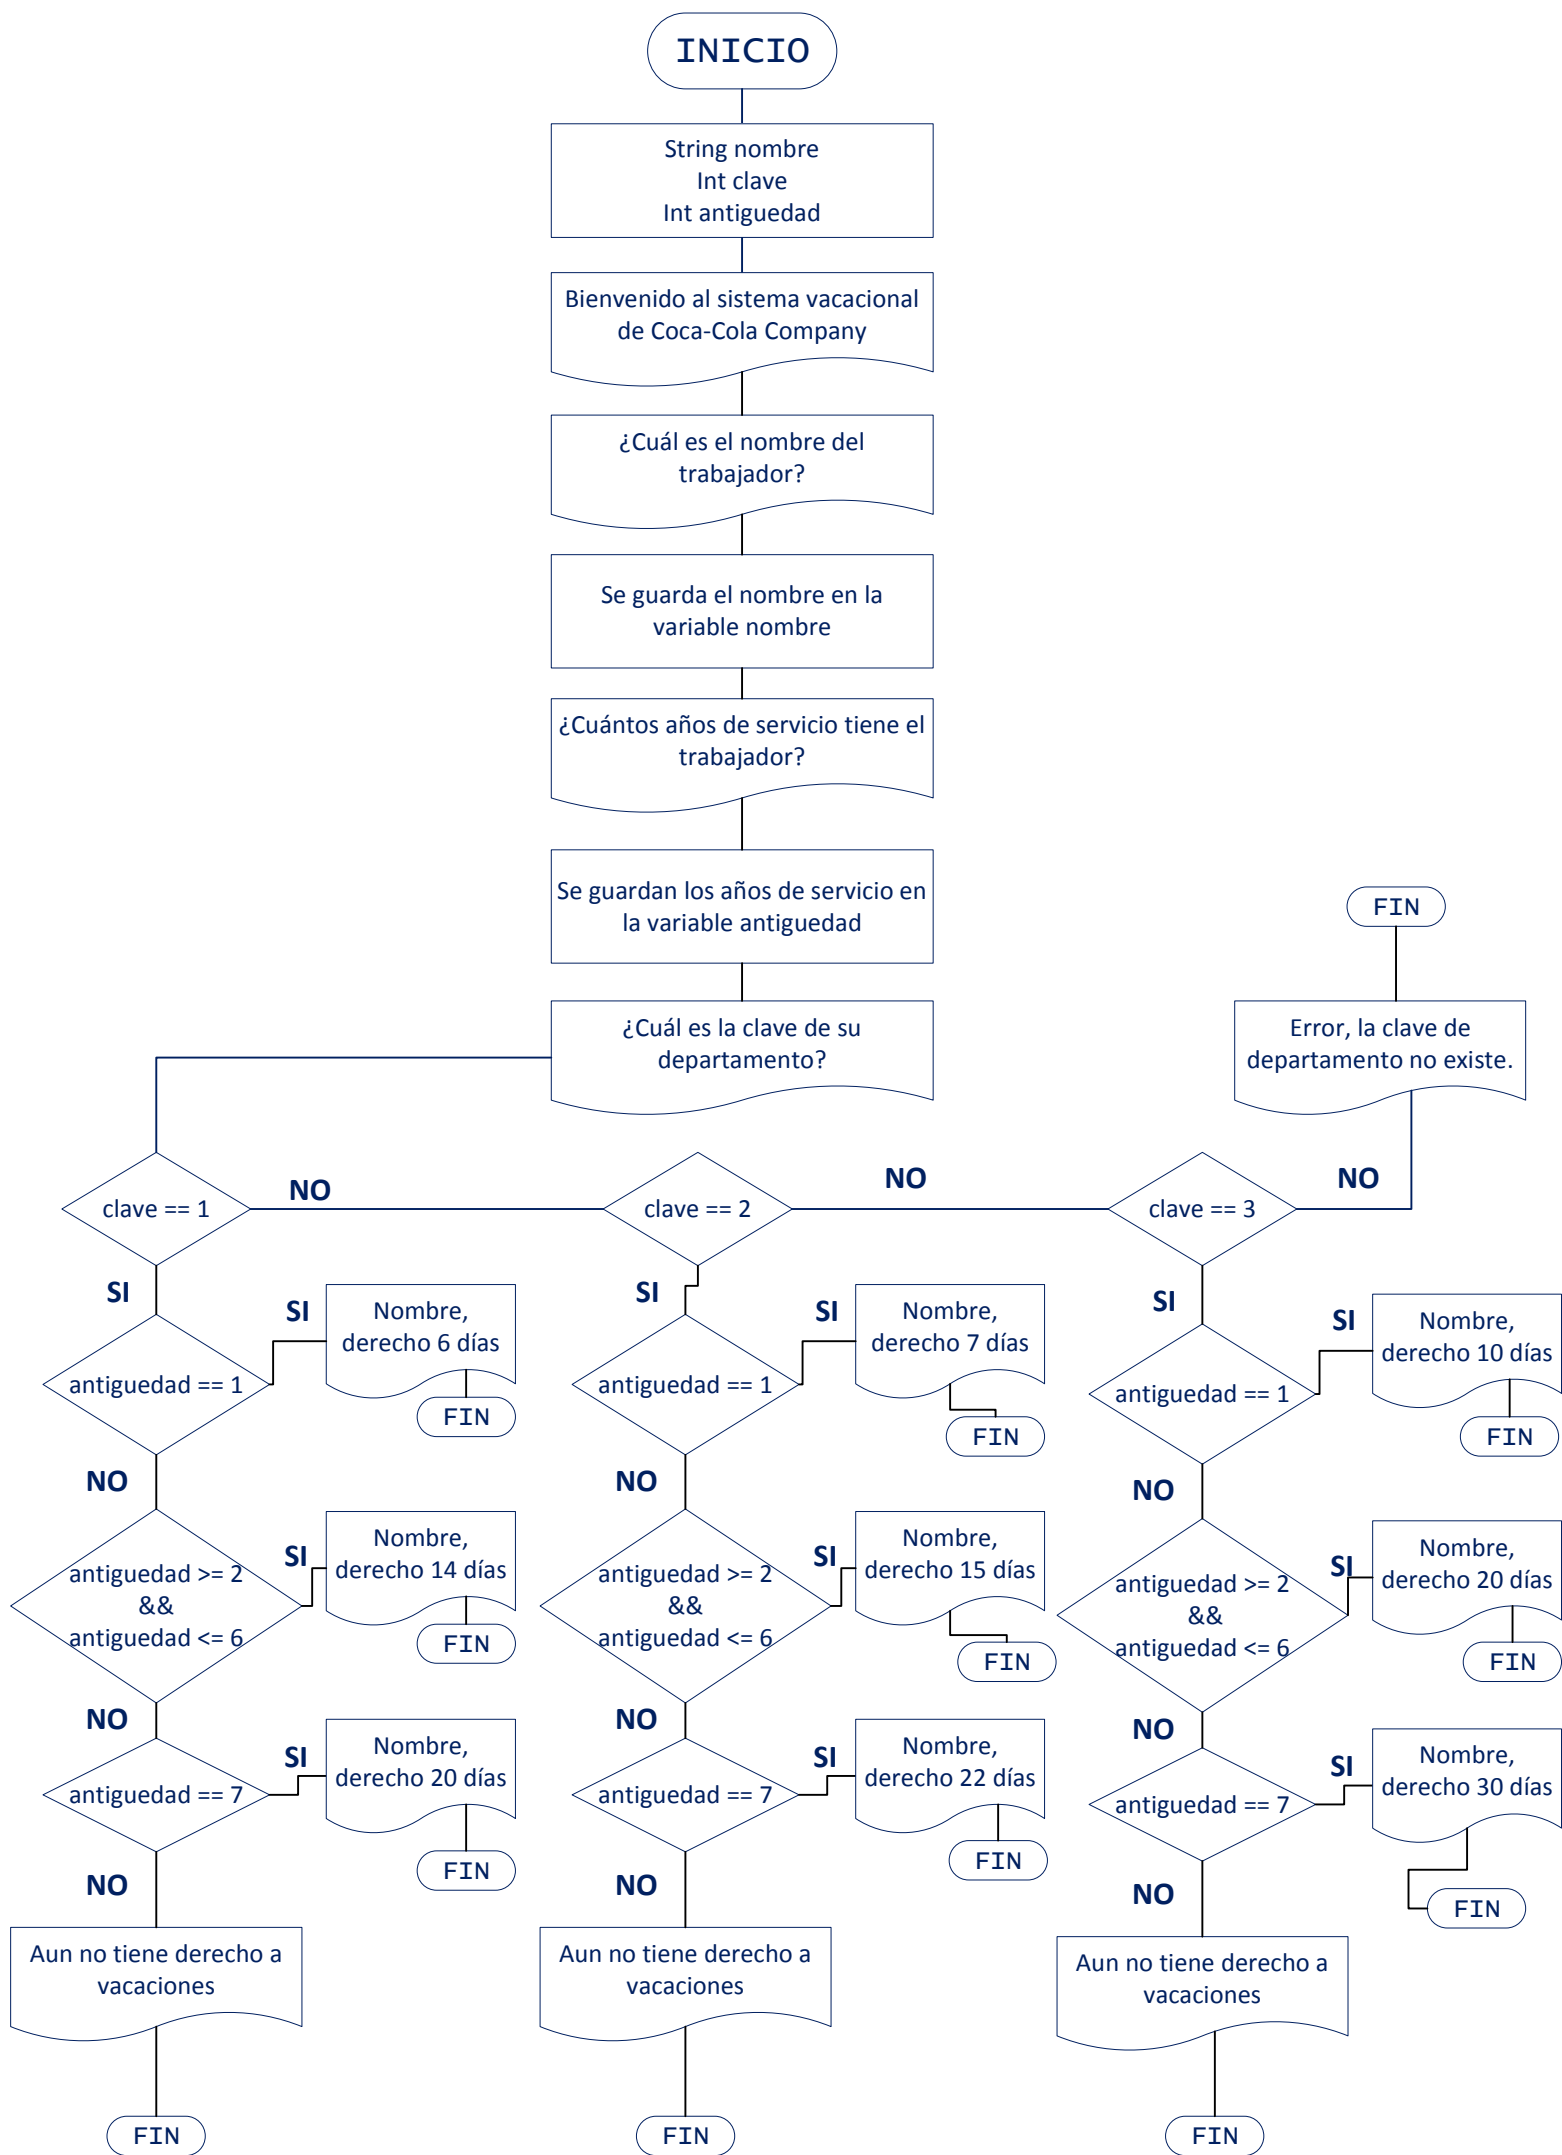 INICIO
String nombre
Int clave
Int antiguedad
Bienvenido al sistema vacacional
de Coca-Cola Company
¿Cuál es el nombre del
trabajador?
Se guarda el nombre en la
variable nombre
¿Cuántos años de servicio tiene el
trabajador?
Se guardan los años de servicio en
la variable antiguedad
FIN
¿Cuál es la clave de su
departamento?
Error, la clave de
departamento no existe.
clave == 1
NO
clave == 2
NO
clave == 3
NO
SI
antiguedad == 1
SI
Nombre,
derecho 6 días
FIN
NO
antiguedad >= 2
&&
antiguedad <= 6
SI
Nombre,
derecho 14 días
FIN
NO
antiguedad == 7
SI
Nombre,
derecho 20 días
FIN
NO
Aun no tiene derecho a
vacaciones
FIN
SI
antiguedad == 1
SI
Nombre,
derecho 7 días
FIN
NO
antiguedad >= 2
&&
antiguedad <= 6
SI
Nombre,
derecho 15 días
FIN
NO
antiguedad == 7
SI
Nombre,
derecho 22 días
FIN
NO
Aun no tiene derecho a
vacaciones
FIN
SI
antiguedad == 1
SI
Nombre,
derecho 10 días
FIN
NO
antiguedad >= 2
&&
antiguedad <= 6
SI
Nombre,
derecho 20 días
FIN
NO
antiguedad == 7
SI
Nombre,
derecho 30 días
FIN
NO
Aun no tiene derecho a
vacaciones
FIN